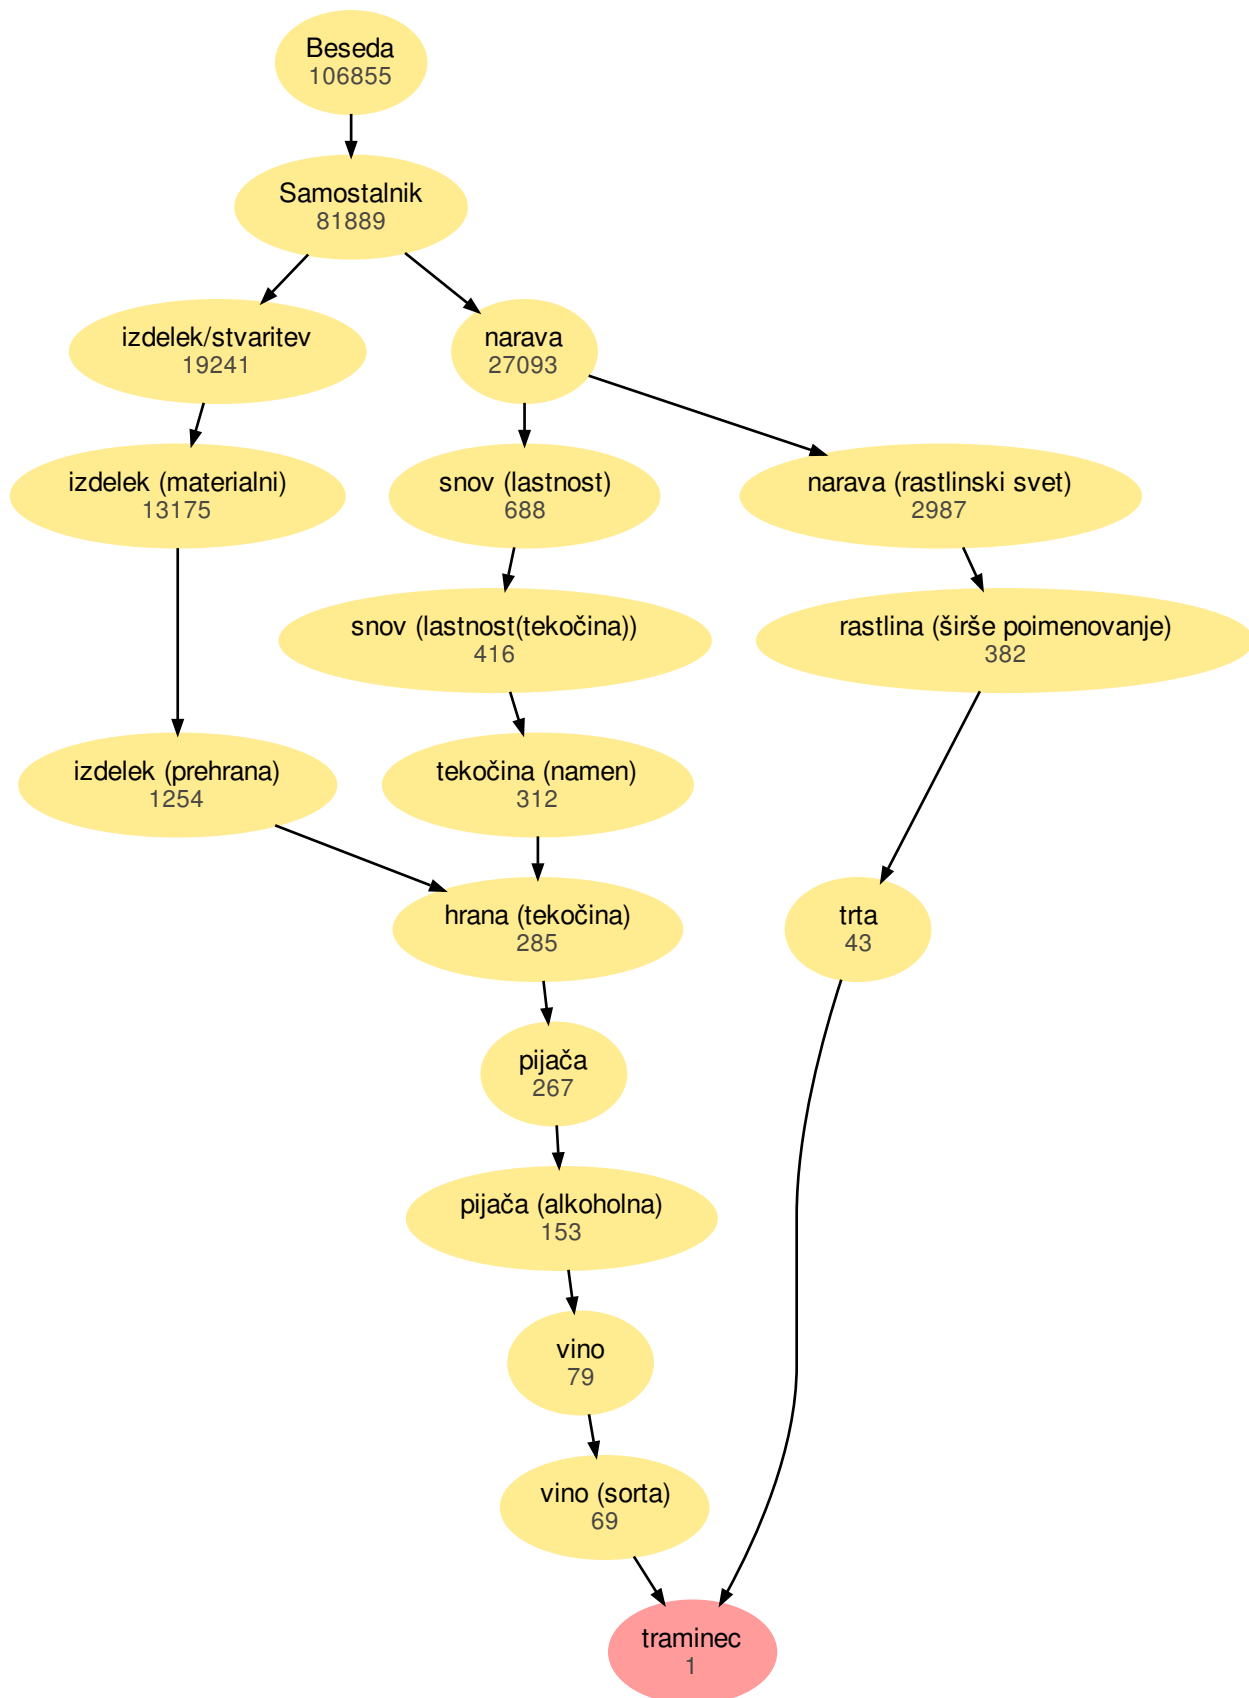 Beseda
106855
Samostalnik
81889
izdelek/stvaritev
19241
narava
27093
izdelek (materialni)
13175
snov (lastnost)
688
narava (rastlinski svet)
2987
snov (lastnost(tekočina))
416
rastlina (širše poimenovanje)
382
izdelek (prehrana)
1254
tekočina (namen)
312
hrana (tekočina)
285
trta
43
pijača
267
pijača (alkoholna)
153
vino
79
vino (sorta)
69
traminec
1